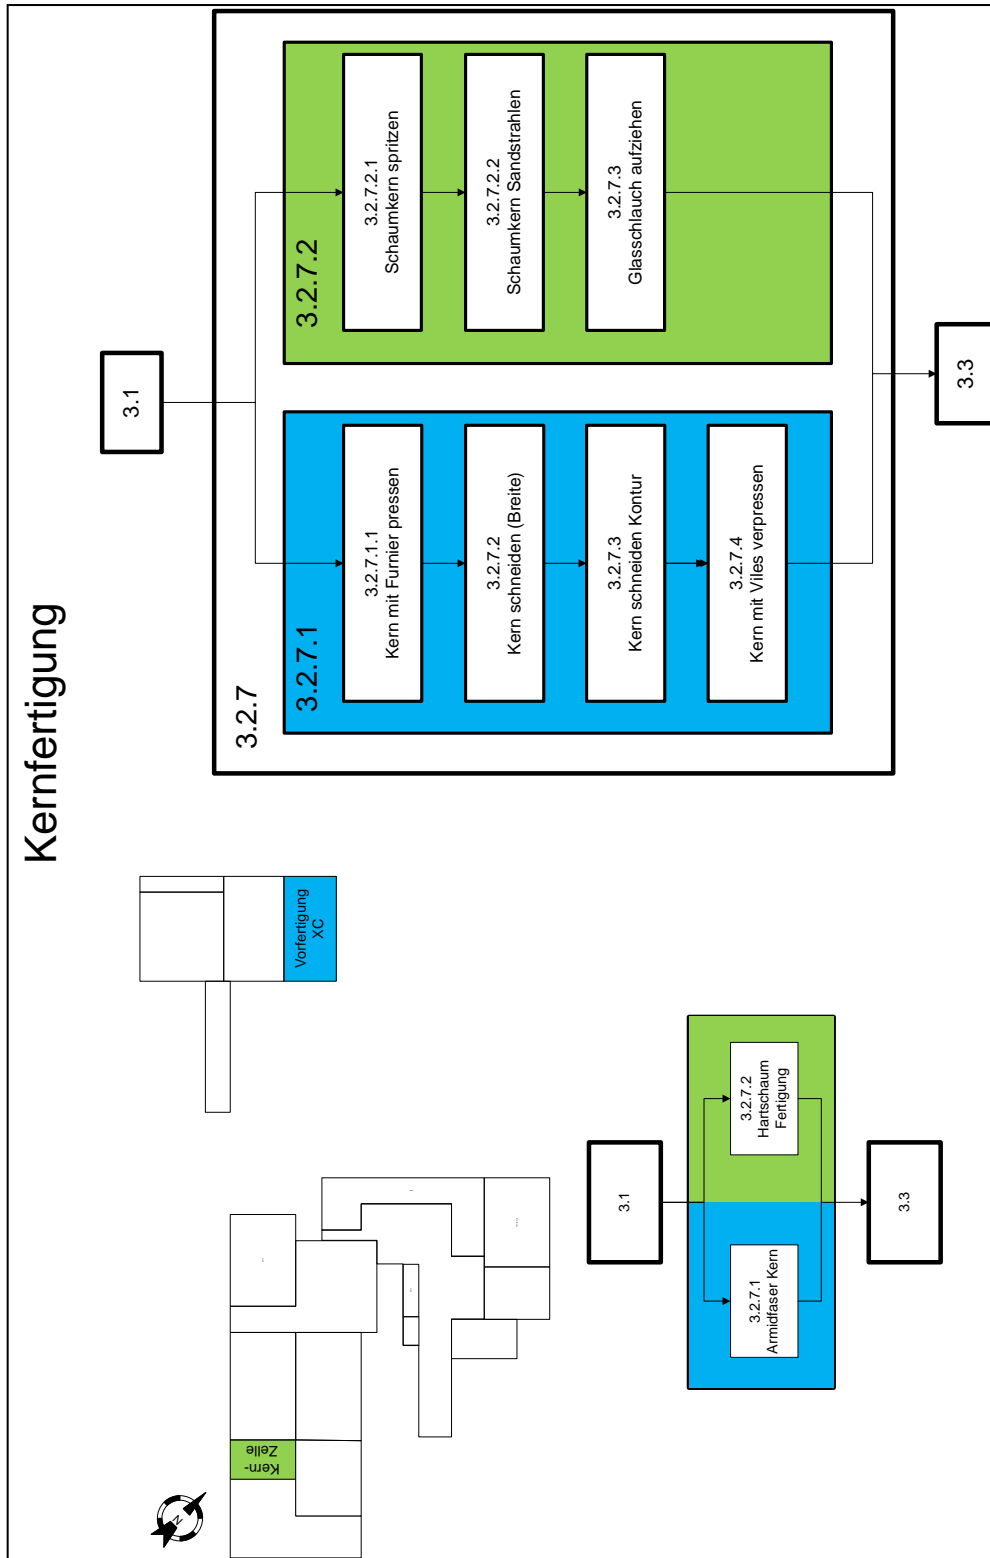 Kernfertigung
3.1
3.2.7
3.2.7.1
3.2.7.1.1
Kern mit Furnier pressen
3.2.7.2
Kern schneiden (Breite)
3.2.7.3
Kern schneiden Kontur
3.2.7.4
Kern mit Viles verpressen
3.2.7.2
3.2.7.2.1
Schaumkern spritzen
3.2.7.2.2
Schaumkern Sandstrahlen
3.2.7.3
Glasschlauch aufziehen
3.3
N
Kern-
Zelle
Vorfertigung
XC
3.1
3.2.7.1
Armidfaser Kern
3.2.7.2
Hartschaum
Fertigung
3.3